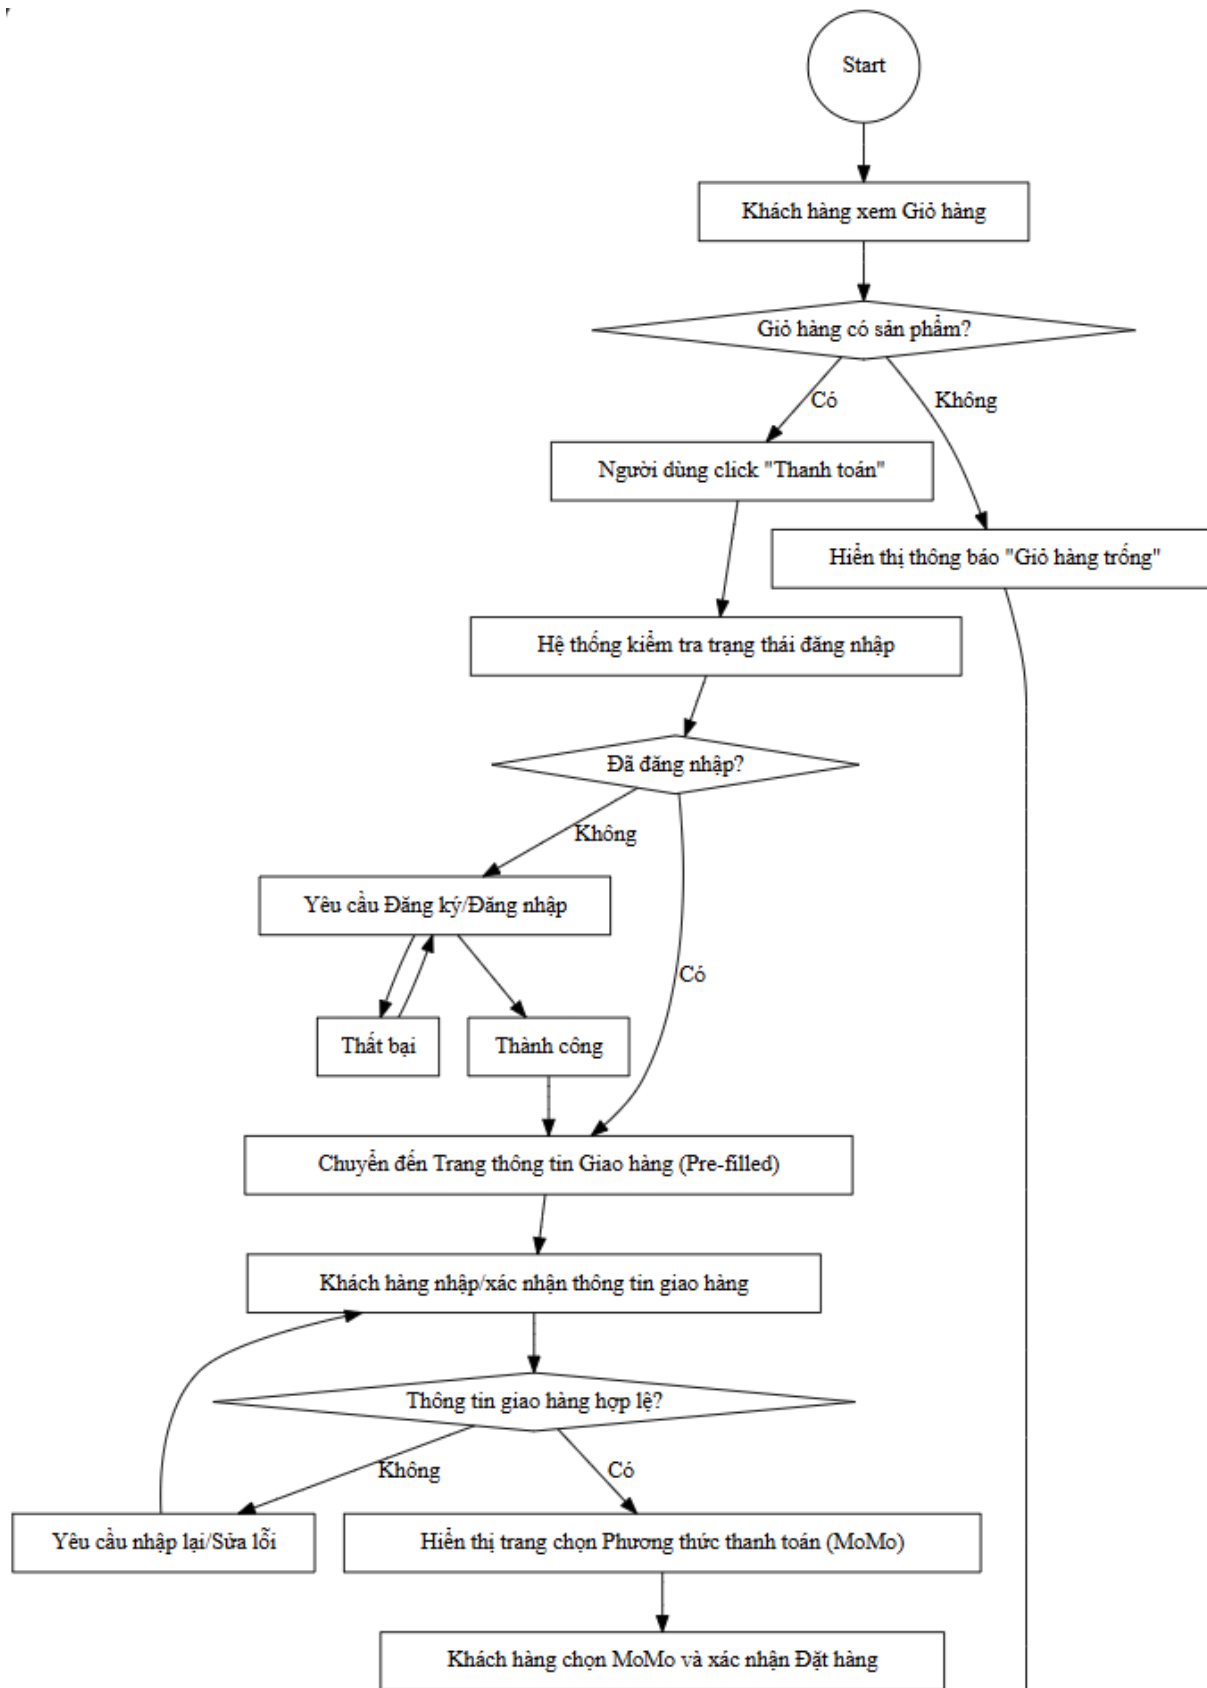 Start
Khách hàng xem Giỏ hàng
Giỏ hàng có sản phẩm?
Có
Không
Người dùng click "Thanh toán"
Hiển thị thông báo "Giỏ hàng trống"
Hệ thống kiểm tra trạng thái đăng nhập
Đã đăng nhập?
Không
Yêu cầu Đăng ký/Đăng nhập
Có
Thất bại
Thành công
Chuyển đến Trang thông tin Giao hàng (Pre-filled)
Khách hàng nhập/xác nhận thông tin giao hàng
Thông tin giao hàng hợp lệ?
Không
Có
Yêu cầu nhập lại/Sửa lỗi
Hiển thị trang chọn Phương thức thanh toán (MoMo)
Khách hàng chọn MoMo và xác nhận Đặt hàng